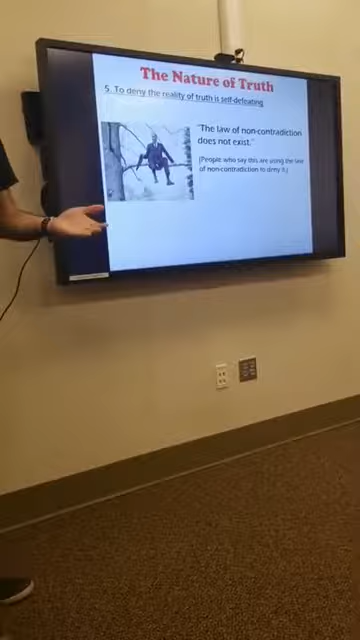 The Nature of Truth
5. To deny the reality of truth is self-defeating
"The law of non-contradiction
does not exist."
(People who say this are using the law
of non-contradiction to deny it.)